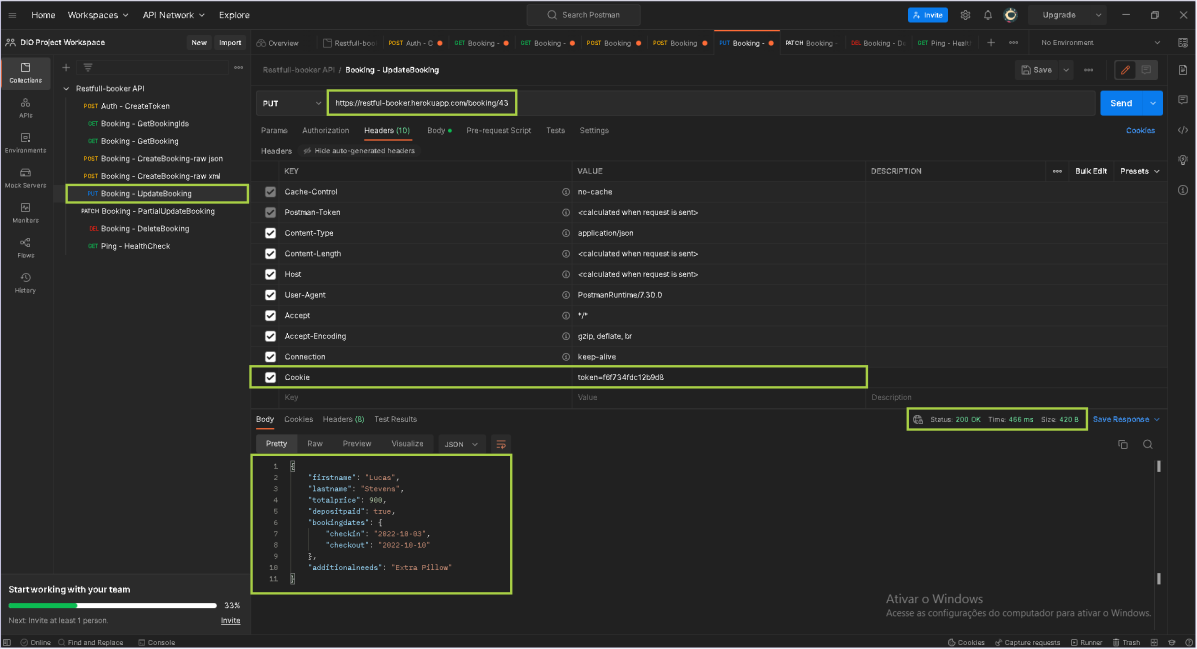 Home Workspaces API Network Explore Search Postman Invite Upgrade
DIO Project Workspace New Import Overview Restfull-boo POST Auth - C GET Booking - GET Booking - POST Booking POST Booking PUT Booking - PATCH Booking - DEL Booking - D GET Ping - Healt No Environment
Collections
APIs
Environments
Mock Servers
Monitors
Flows
History
Restfull-booker API
POST Auth - CreateToken
GET Booking - GetBookingIds
GET Booking - GetBooking
POST Booking - CreateBooking-raw json
POST Booking - CreateBooking-raw xml
PUT Booking - UpdateBooking
PATCH Booking - PartialUpdateBooking
DEL Booking - DeleteBooking
GET Ping - HealthCheck
Restfull-booker API / Booking - UpdateBooking Save
PUT https://restful-booker.herokuapp.com/booking/43 Send
Params Authorization Headers (10) Body Pre-request Script Tests Settings Cookies
Headers Hide auto-generated headers
KEY VALUE DESCRIPTION Bulk Edit Presets
Cache-Control no-cache
Postman-Token <calculated when request is sent>
Content-Type application/json
Content-Length <calculated when request is sent>
Host <calculated when request is sent>
User-Agent PostmanRuntime/7.30.0
Accept */*
Accept-Encoding gzip, deflate, br
Connection keep-alive
Cookie token=f6f734fdc12b9d8
Key Value Description
Body Cookies Headers (8) Test Results Status: 200 OK Time: 466 ms Size: 420 B Save Response
Pretty Raw Preview Visualize JSON
1 {
2 "firstname": "Lucas",
3 "lastname": "Stevens",
4 "totalprice": 900,
5 "depositpaid": true,
6 "bookingdates": {
7 "checkin": "2022-10-03",
8 "checkout": "2022-10-10"
9 },
10 "additionalneeds": "Extra Pillow"
11 }
Start working with your team
33%
Next: Invite at least 1 person. Invite
Ativar o Windows
Acesse as configurações do computador para ativar o Windows.
Online Find and Replace Console Cookies Capture requests Runner Trash